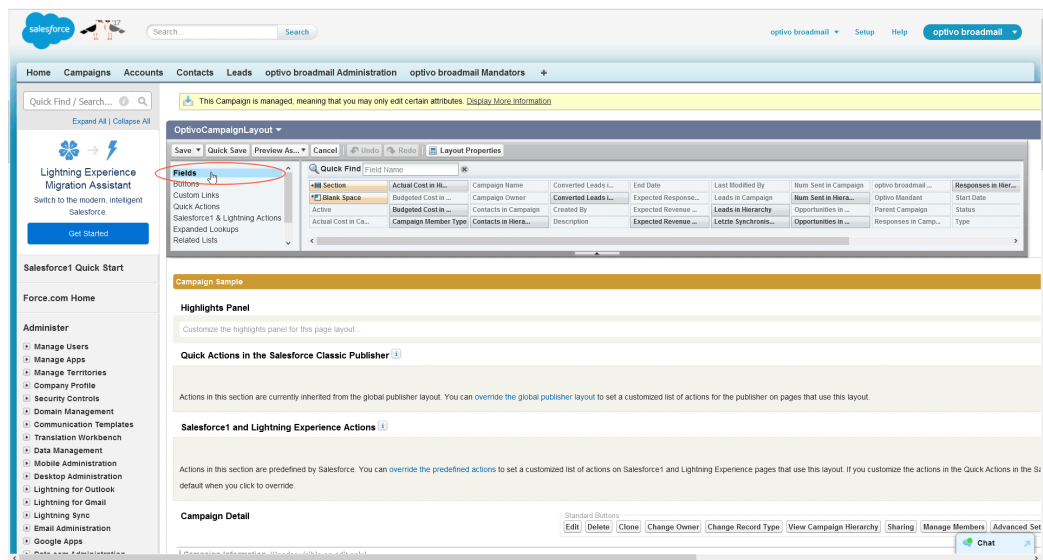 salesforce
'17
Search...
Search
optivo broadmail
Setup
Help
optivo broadmail
Home
Campaigns
Accounts
Contacts
Leads
optivo broadmail Administration
optivo broadmail Mandators
+
Quick Find / Search...
Expand All | Collapse All
Lightning Experience
Migration Assistant
Switch to the modern, intelligent
Salesforce.
Get Started
Salesforce1 Quick Start
Force.com Home
Administer
Manage Users
Manage Apps
Manage Territories
Company Profile
Security Controls
Domain Management
Communication Templates
Translation Workbench
Data Management
Mobile Administration
Desktop Administration
Lightning for Outlook
Lightning for Gmail
Lightning Sync
Email Administration
Google Apps
Data.com Administration
This Campaign is managed, meaning that you may only edit certain attributes. Display More Information
OptivoCampaignLayout
Save
Quick Save
Preview As...
Cancel
Undo
Redo
Layout Properties
Fields
Buttons
Custom Links
Quick Actions
Salesforce1 & Lightning Actions
Expanded Lookups
Related Lists
Quick Find
Field Name
Section
Actual Cost in Hi...
Campaign Name
Converted Leads i...
End Date
Last Modified By
Num Sent in Campaign
optivo broadmail ...
Responses in Hier...
Blank Space
Budgeted Cost in ...
Campaign Owner
Converted Leads i...
Expected Response...
Leads in Campaign
Num Sent in Hiera...
Optivo Mandant
Start Date
Active
Budgeted Cost in ...
Contacts in Campaign
Created By
Expected Revenue ...
Leads in Hierarchy
Opportunities in ...
Parent Campaign
Status
Actual Cost in Ca...
Campaign Member Type
Contacts in Hiera...
Description
Expected Revenue ...
Letzte Synchronis...
Opportunities in ...
Responses in Camp...
Type
Campaign Sample
Highlights Panel
Customize the highlights panel for this page layout...
Quick Actions in the Salesforce Classic Publisher
Actions in this section are currently inherited from the global publisher layout. You can override the global publisher layout to set a customized list of actions for the publisher on pages that use this layout.
Salesforce1 and Lightning Experience Actions
Actions in this section are predefined by Salesforce. You can override the predefined actions to set a customized list of actions on Salesforce1 and Lightning Experience pages that use this layout. If you customize the actions in the Quick Actions in the Sa
default when you click to override.
Campaign Detail
Standard Buttons
Edit
Delete
Clone
Change Owner
Change Record Type
View Campaign Hierarchy
Sharing
Manage Members
Advanced Set
Chat